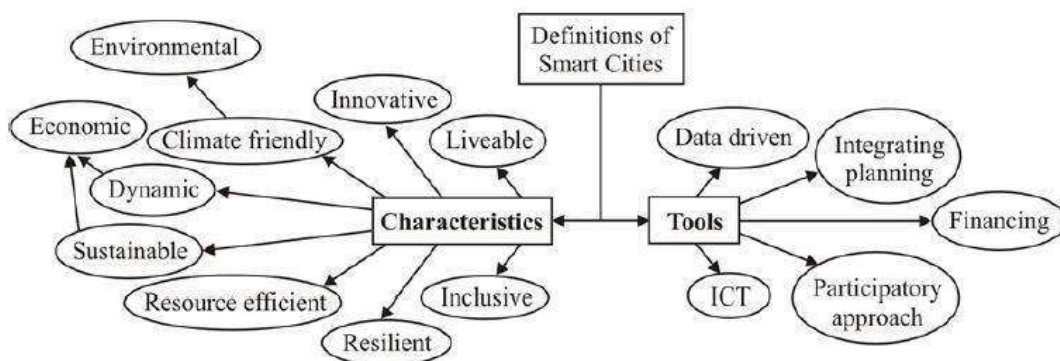 Definitions of
Smart Cities
Environmental
Innovative
Economic
Climate friendly
Liveable
Data driven
Integrating
planning
Dynamic
Characteristics
Tools
Financing
Sustainable
Resource efficient
Inclusive
ICT
Participatory
approach
Resilient